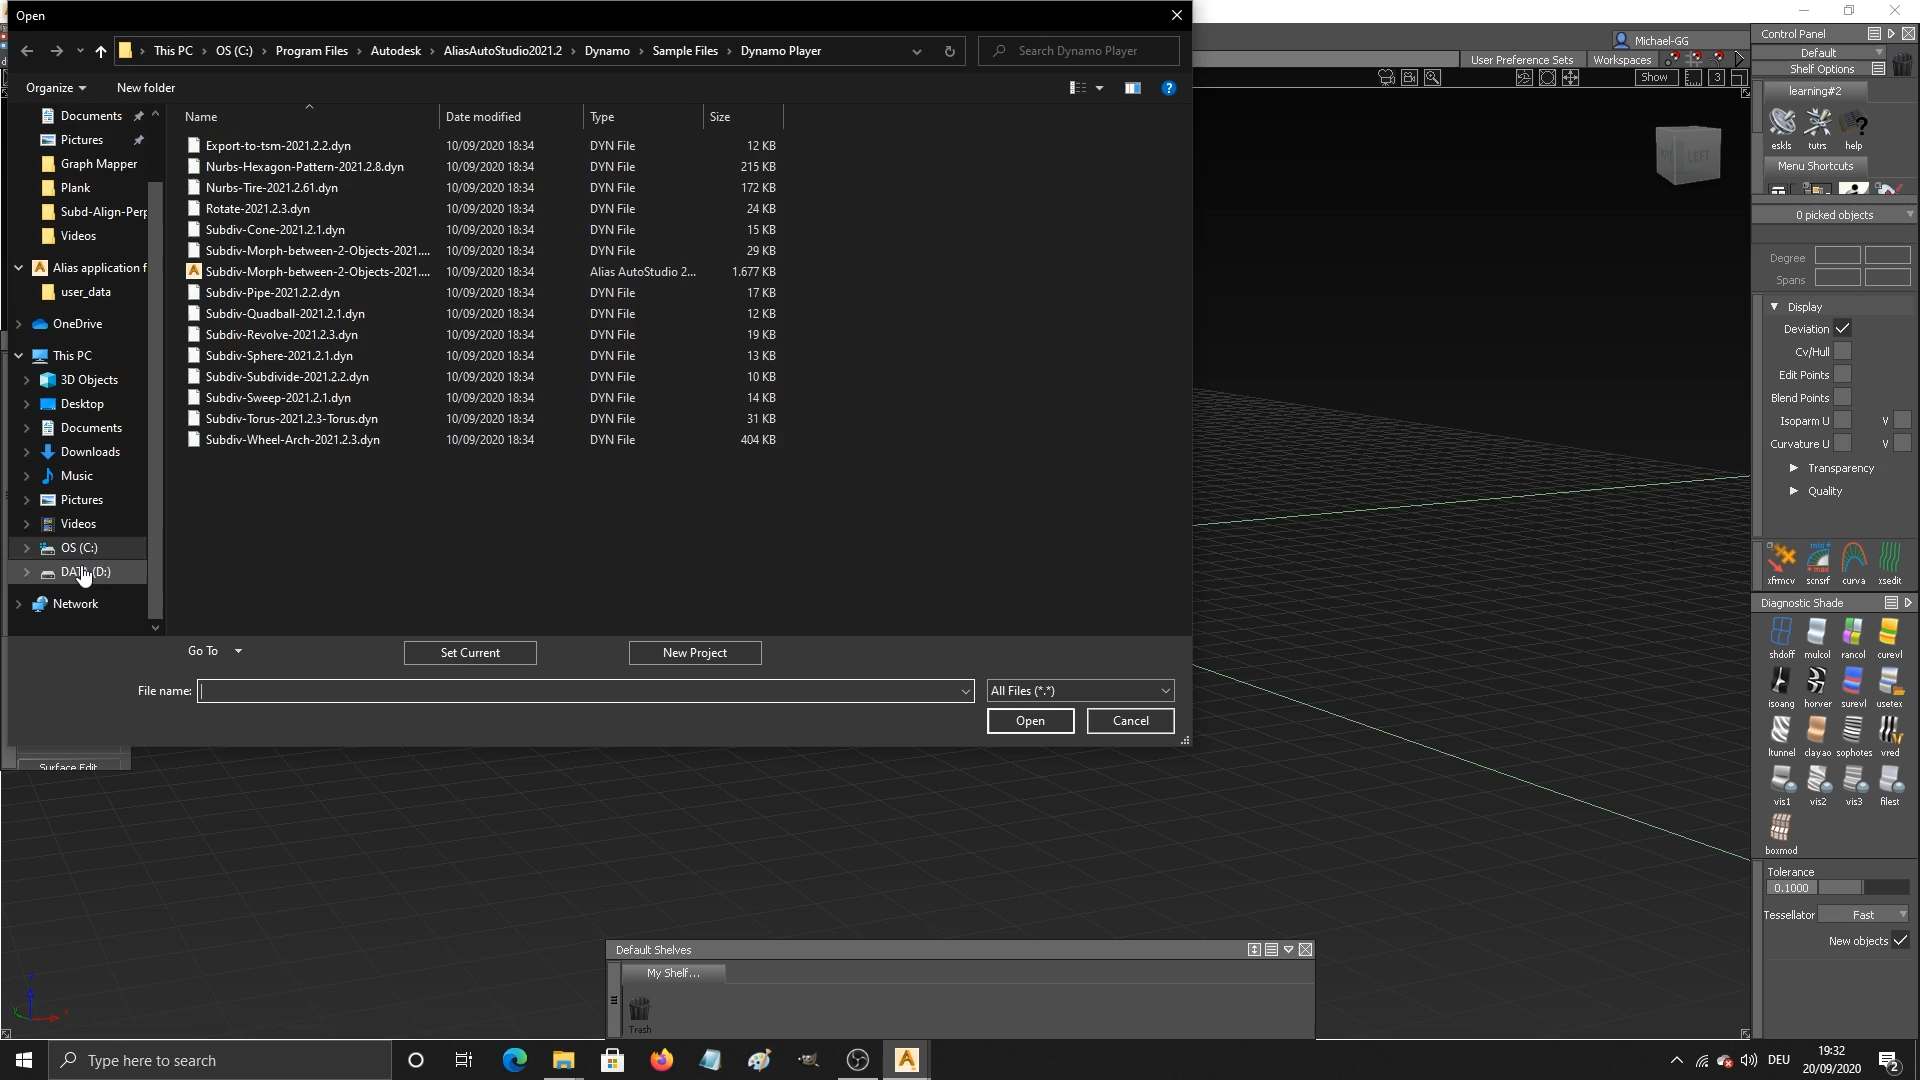 Open
This PC > OS (C:) > Program Files > Autodesk > AliasAutoStudio2021.2 > Dynamo > Sample Files > Dynamo Player
Search Dynamo Player
Organize
New folder
Documents
Pictures
Graph Mapper
Plank
Subd-Align-Per
Videos
Alias application f
user_data
OneDrive
This PC
3D Objects
Desktop
Documents
Downloads
Music
Pictures
Videos
OS (C:)
DATA (D:)
Network
Name Date modified Type Size
Export-to-tsm-2021.2.2.dyn 10/09/2020 18:34 DYN File 12 KB
Nurbs-Hexagon-Pattern-2021.2.8.dyn 10/09/2020 18:34 DYN File 215 KB
Nurbs-Tire-2021.2.61.dyn 10/09/2020 18:34 DYN File 172 KB
Rotate-2021.2.3.dyn 10/09/2020 18:34 DYN File 24 KB
Subdiv-Cone-2021.2.1.dyn 10/09/2020 18:34 DYN File 15 KB
Subdiv-Morph-between-2-Objects-2021.... 10/09/2020 18:34 DYN File 29 KB
Subdiv-Morph-between-2-Objects-2021.... 10/09/2020 18:34 Alias AutoStudio 2... 1.677 KB
Subdiv-Pipe-2021.2.2.dyn 10/09/2020 18:34 DYN File 17 KB
Subdiv-Quadball-2021.2.1.dyn 10/09/2020 18:34 DYN File 12 KB
Subdiv-Revolve-2021.2.3.dyn 10/09/2020 18:34 DYN File 19 KB
Subdiv-Sphere-2021.2.1.dyn 10/09/2020 18:34 DYN File 13 KB
Subdiv-Subdivide-2021.2.2.dyn 10/09/2020 18:34 DYN File 10 KB
Subdiv-Sweep-2021.2.1.dyn 10/09/2020 18:34 DYN File 14 KB
Subdiv-Torus-2021.2.3-Torus.dyn 10/09/2020 18:34 DYN File 31 KB
Subdiv-Wheel-Arch-2021.2.3.dyn 10/09/2020 18:34 DYN File 404 KB
Go To
Set Current
New Project
File name:
All Files (*.*)
Open
Cancel
Surface Edit
Michael-GG
User Preference Sets
Workspaces
Show
3
LEFT
Control Panel
Default
Shelf Options
learning#2
eskls tutrs help
Menu Shortcuts
0 picked objects
Degree
Spans
Display
Deviation
Cv/Hull
Edit Points
Blend Points
Isoparm U V
Curvature U V
Transparency
Quality
xfrmcv scnsrf curva xsedit
Diagnostic Shade
shdoff mulcol rancol curevl
isoang horver surevl usetex
ltunnel clayao sophotes vred
vis1 vis2 vis3 filest
boxmod
Tolerance
0.1000
Tessellator Fast
New objects
Default Shelves
My Shelf...
Trash
Type here to search
DEU
19:32
20/09/2020
2